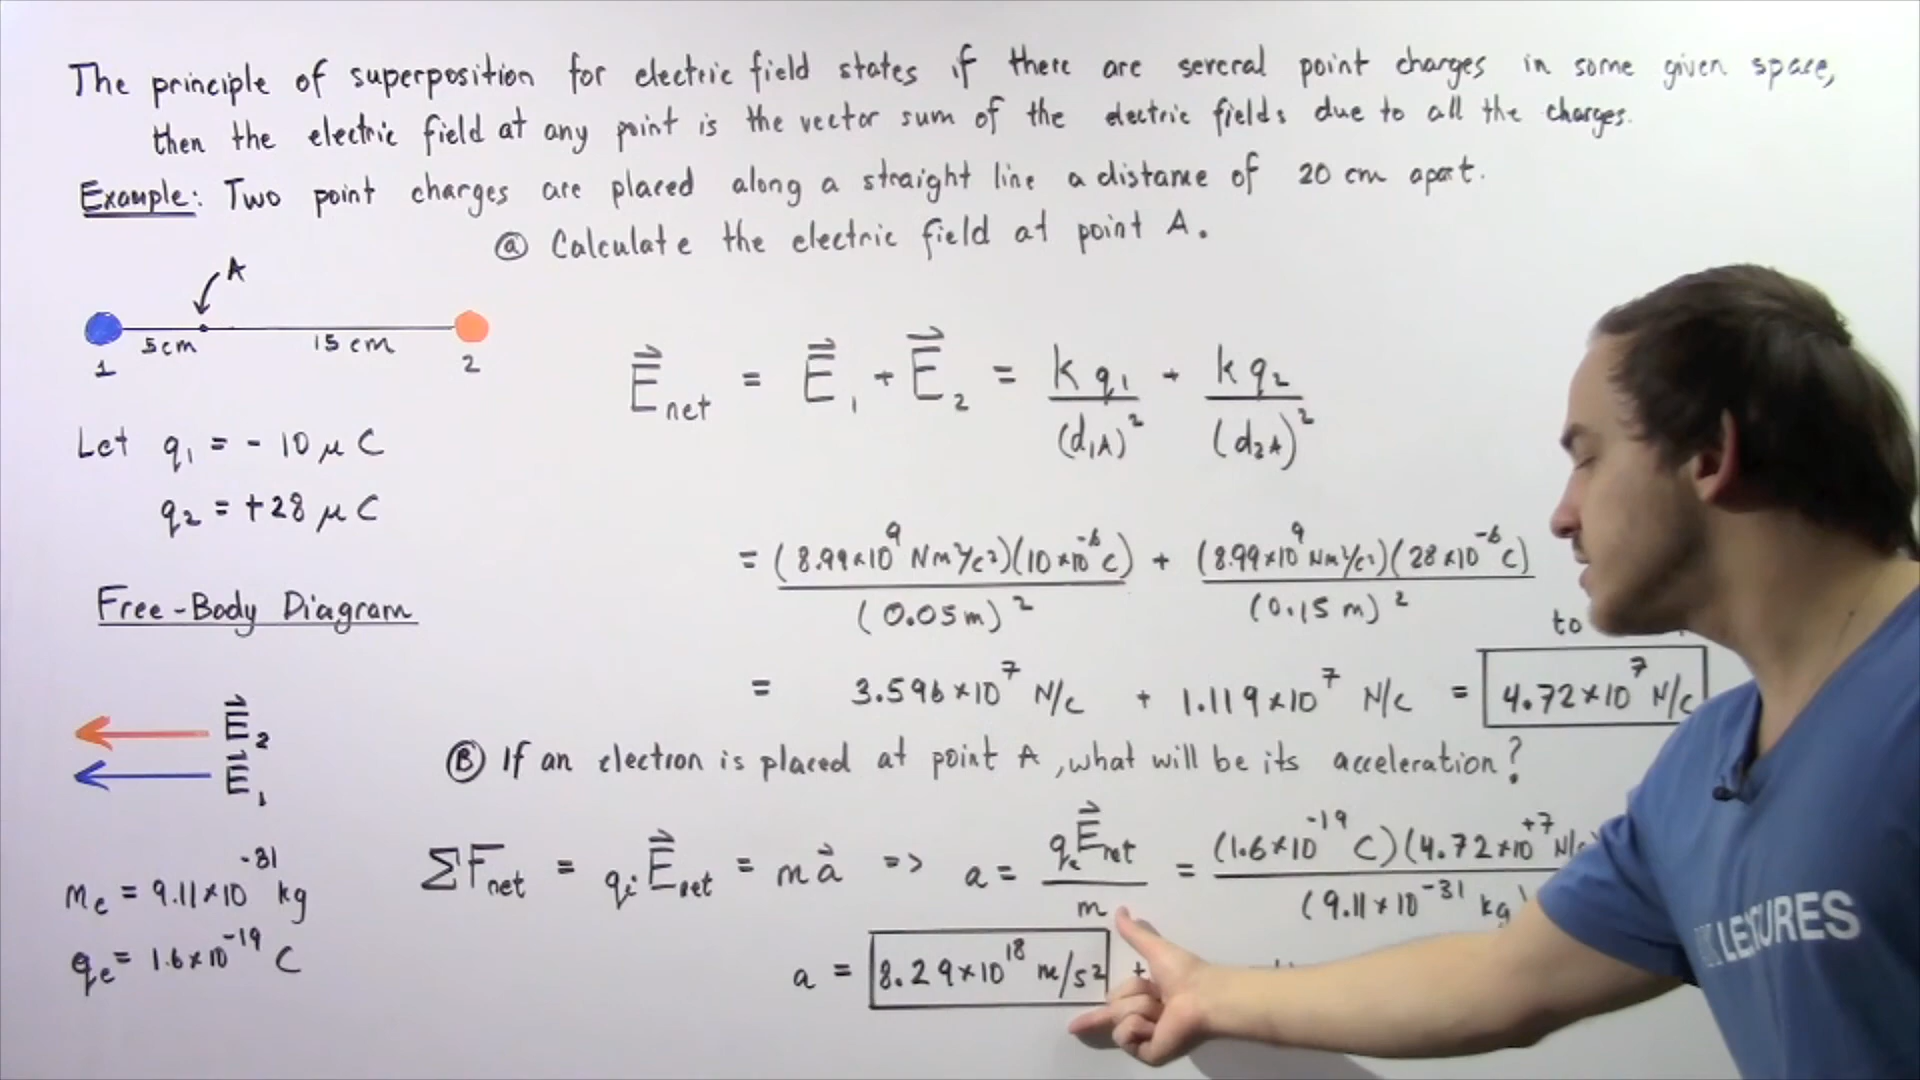 The principle of superposition for electric field states if there are several point charges in some given space,
then the electric field at any point is the vector sum of the electric fields due to all the charges.
Example: Two point charges are placed along a straight line a distance of 20 cm apart.
ⓐ Calculate the electric field at point A.
A
5cm 15 cm
1 2
E⃗net = E⃗₁ + E⃗₂ = kq₁/(d₁A)² + kq₂/(d₂A)²
Let q₁ = - 10 μC
q₂ = +28 μC
= (8.99×10⁹ Nm²/C²)(10×10⁻⁶ C)/(0.05m)² + (8.99×10⁹ Nm²/C²)(28×10⁻⁶ C)/(0.15 m)²
Free-Body Diagram
to
= 3.596×10⁷ N/C + 1.119×10⁷ N/C = 4.72×10⁷ N/C
E⃗₂
E⃗₁
Ⓑ If an electron is placed at point A, what will be its acceleration?
ΣFnet = qᵢE⃗net = ma⃗ => a = qₑE⃗net/m = (1.6×10⁻¹⁹ C)(4.72×10⁺⁷ N/C/(9.11×10⁻³¹ kg)
mₑ = 9.11×10⁻³¹ kg
qₑ = 1.6×10⁻¹⁹ C
a = 8.29×10¹⁸ m/s²
LECTURES